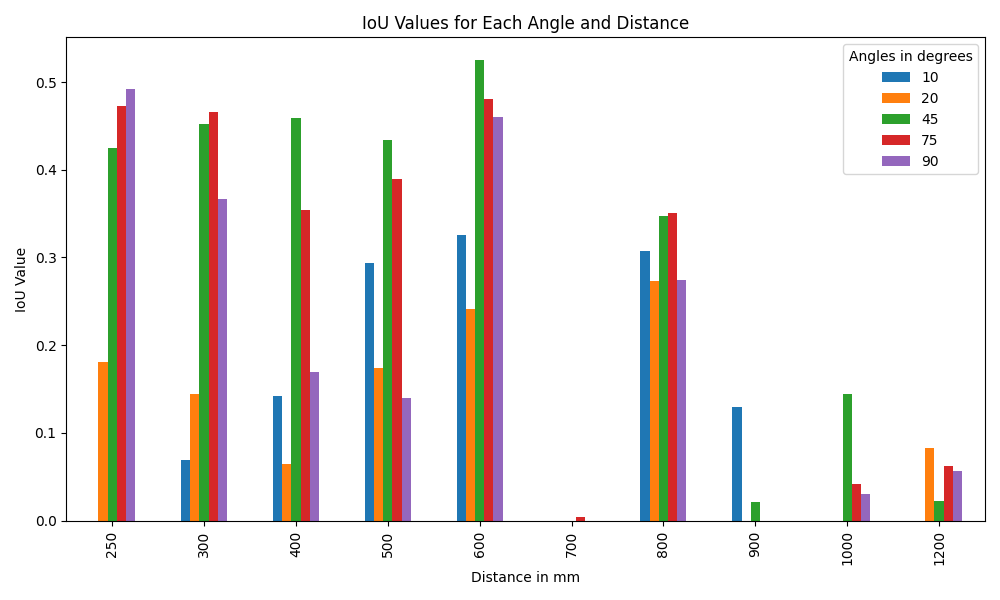 IoU Values for Each Angle and Distance
Angles in degrees
10
20
45
75
90
IoU Value
0.5
0.4
0.3
0.2
0.1
0.0
250 300 400 500 600 700 800 900 1000 1200
Distance in mm